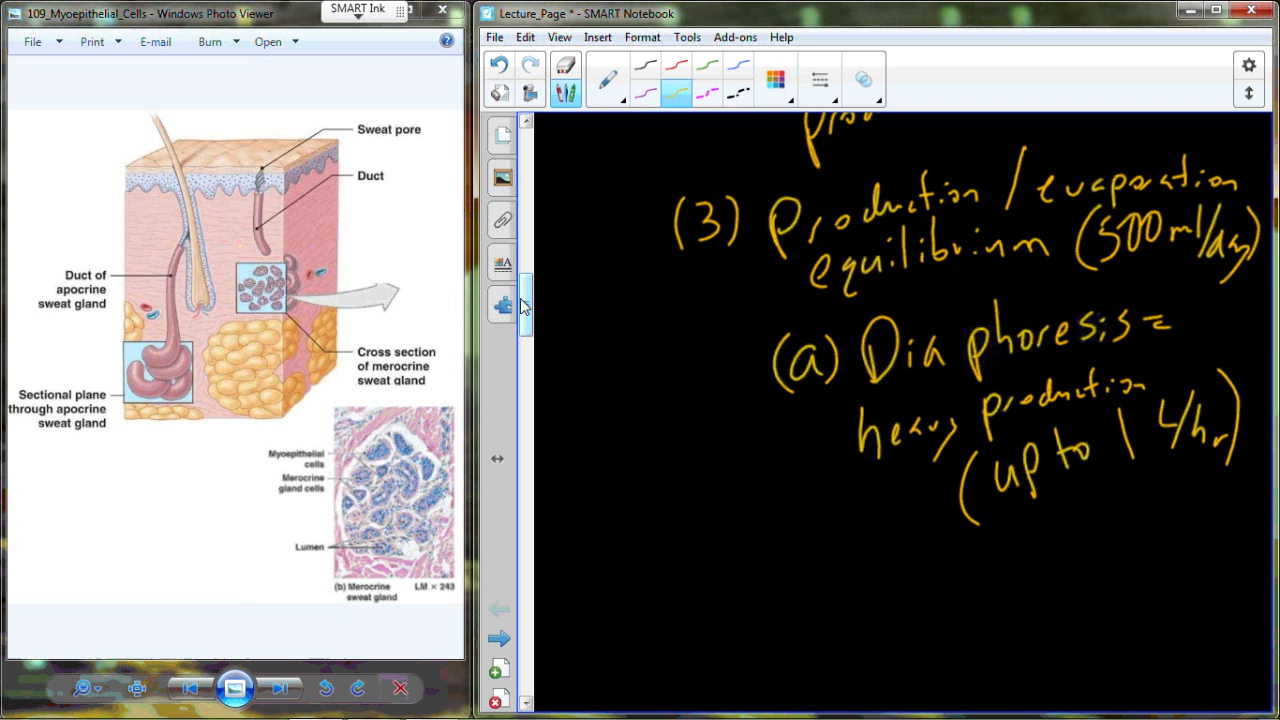 109_Myoepithelial_Cells - Windows Photo Viewer
SMART Ink
File Print E-mail Burn Open
Sweat pore
Duct
Duct of
apocrine
sweat gland
Cross section
of merocrine
sweat gland
Sectional plane
through apocrine
sweat gland
Myoepithelial
cells
Merocrine
gland cells
Lumen
(b) Merocrine
sweat gland
LM × 243
Lecture_Page * - SMART Notebook
File Edit View Insert Format Tools Add-ons Help
(3) Production / evaporation
equilibrium (500 ml/day)
(a) Diaphoresis =
heavy production
(up to 1 L/hr)